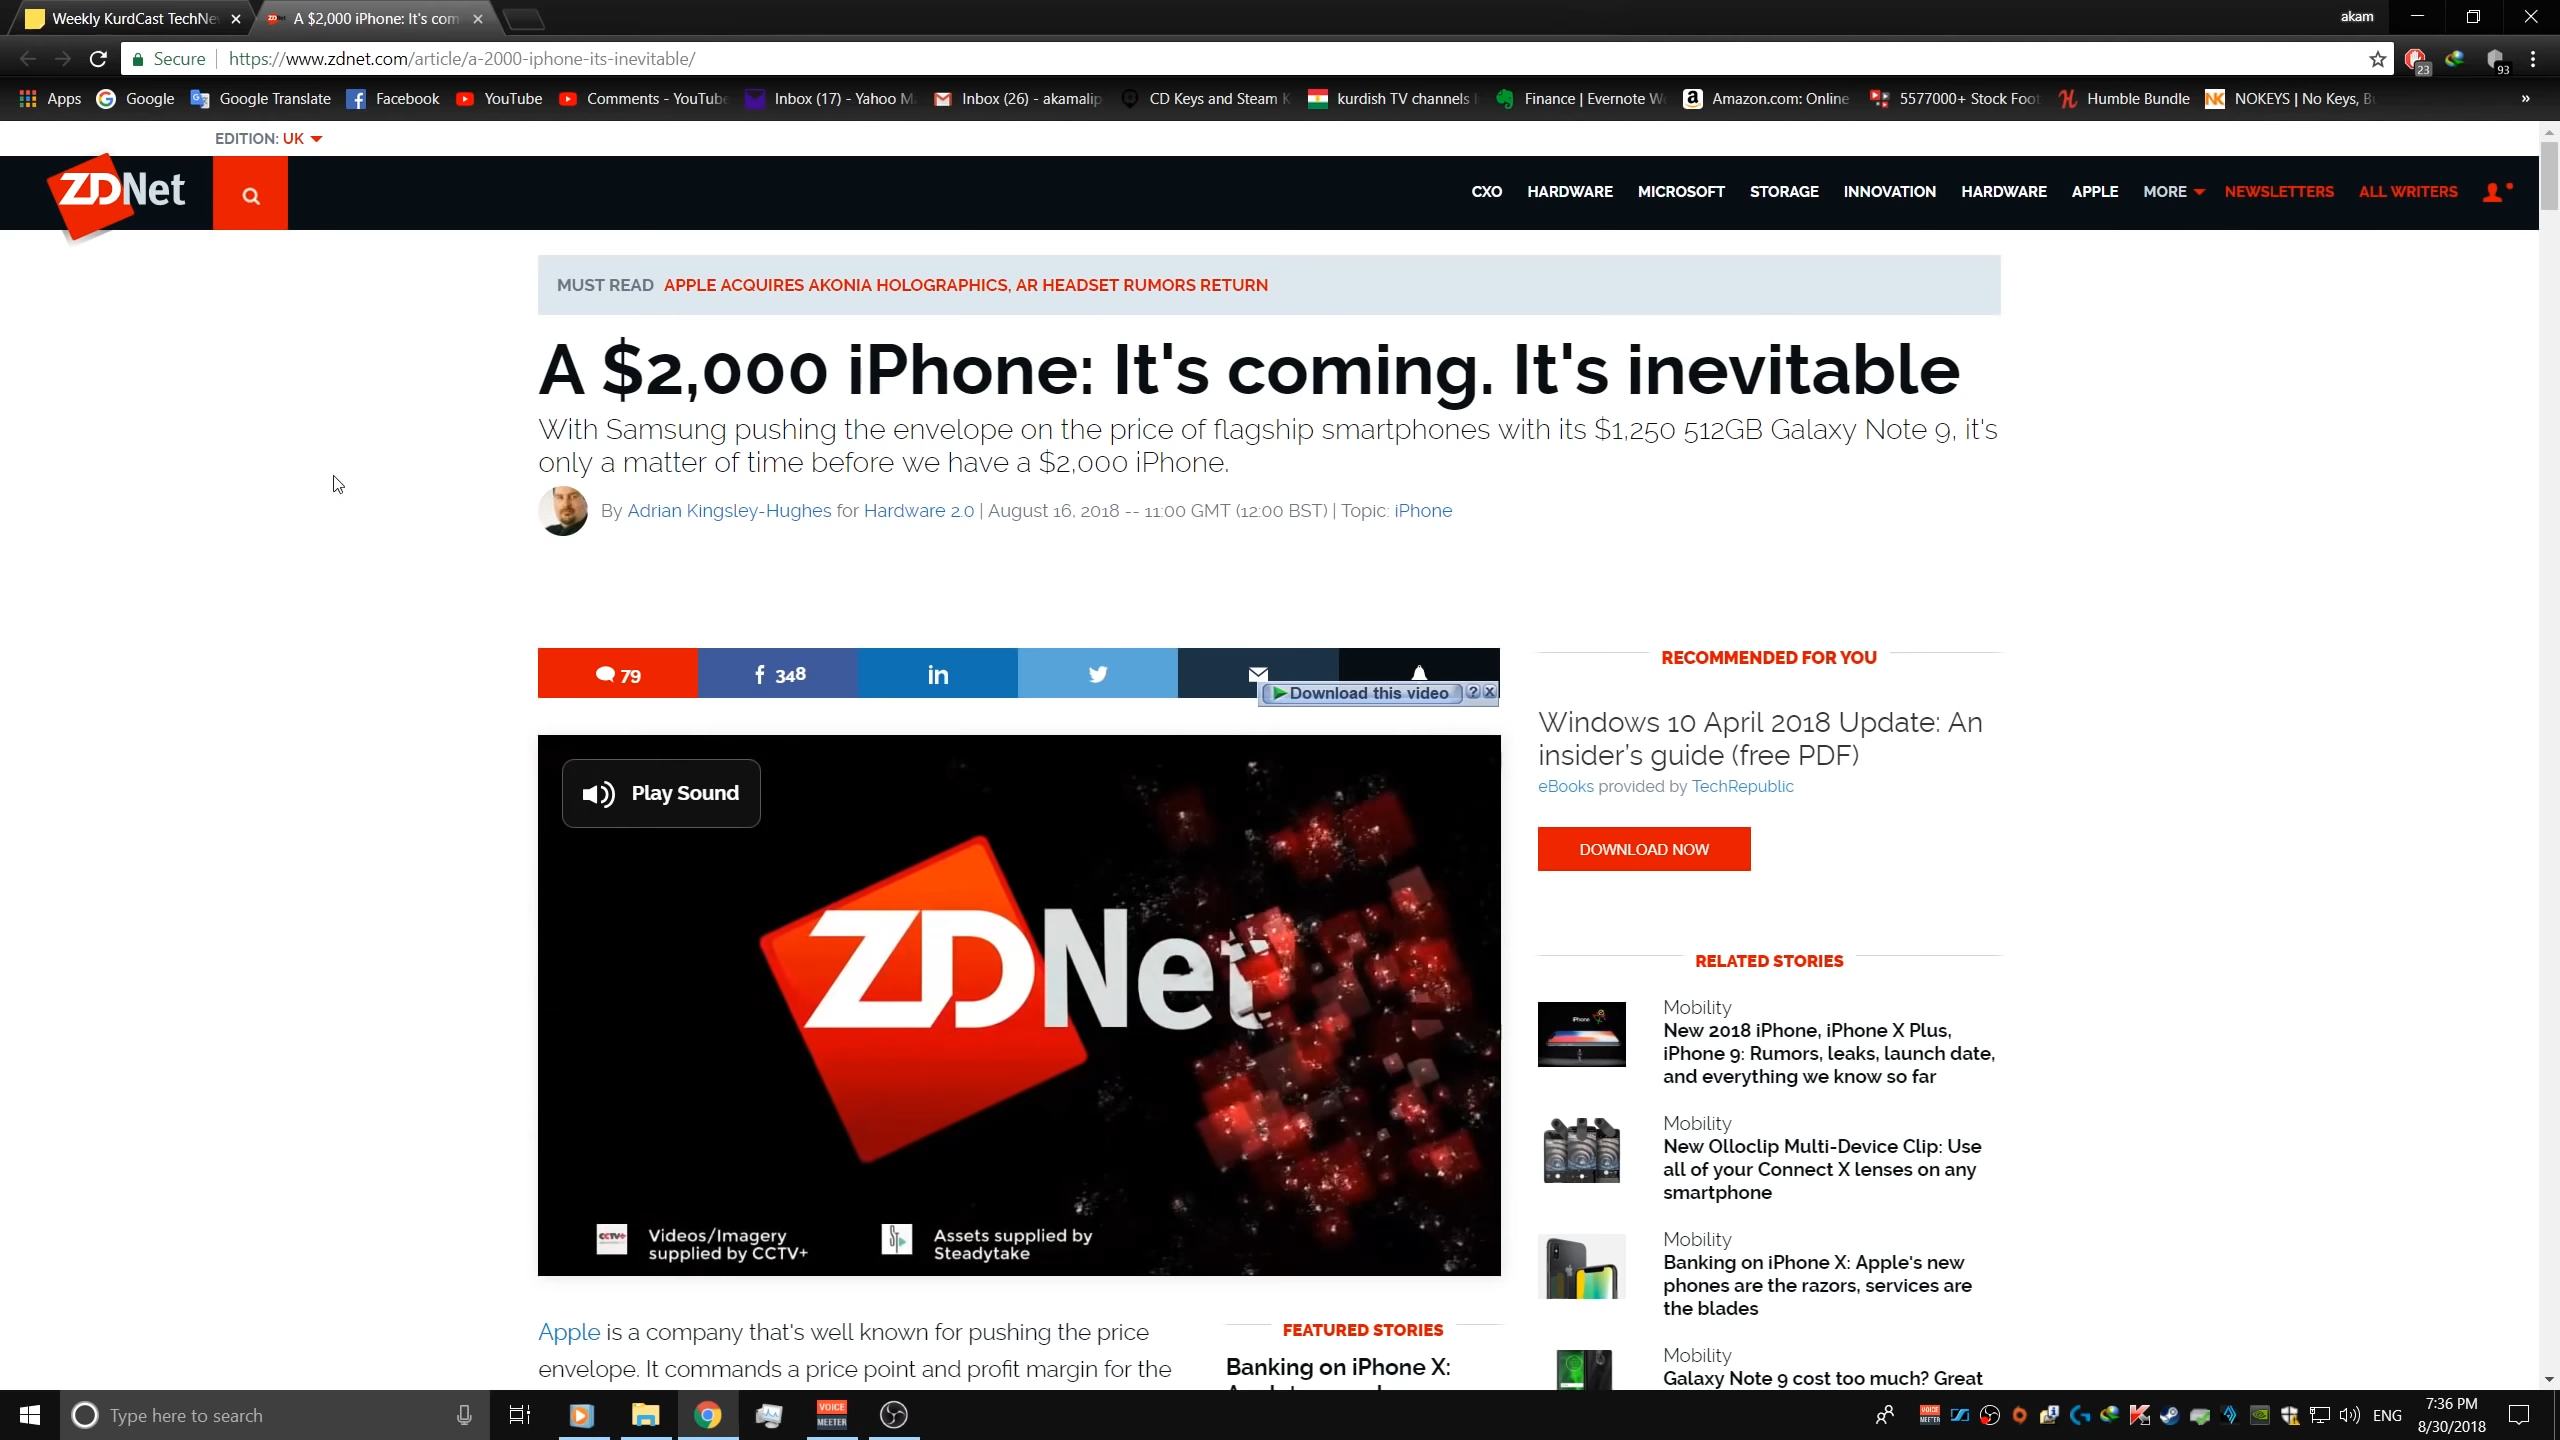 Weekly KurdCast TechNe
A $2,000 iPhone: It's com
akam
Secure
https://www.zdnet.com/article/a-2000-iphone-its-inevitable/
23
93
Apps
Google
Google Translate
Facebook
YouTube
Comments - YouTube
Inbox (17) - Yahoo M
Inbox (26) - akamalip
CD Keys and Steam K
kurdish TV channels
Finance | Evernote W
Amazon.com: Online
5577000+ Stock Foot
Humble Bundle
NOKEYS | No Keys, B
»
EDITION: UK
ZDNet
CXO
HARDWARE
MICROSOFT
STORAGE
INNOVATION
HARDWARE
APPLE
MORE
NEWSLETTERS
ALL WRITERS
MUST READ APPLE ACQUIRES AKONIA HOLOGRAPHICS, AR HEADSET RUMORS RETURN
A $2,000 iPhone: It's coming. It's inevitable
With Samsung pushing the envelope on the price of flagship smartphones with its $1,250 512GB Galaxy Note 9, it's
only a matter of time before we have a $2,000 iPhone.
By Adrian Kingsley-Hughes for Hardware 2.0 | August 16, 2018 -- 11:00 GMT (12:00 BST) | Topic: iPhone
79
f 348
in
Download this video
Play Sound
ZDNet
Videos/Imagery
supplied by CCTV+
CCTV+
Assets supplied by
Steadytake
ST
Apple is a company that's well known for pushing the price
envelope. It commands a price point and profit margin for the
FEATURED STORIES
Banking on iPhone X:
RECOMMENDED FOR YOU
Windows 10 April 2018 Update: An
insider's guide (free PDF)
eBooks provided by TechRepublic
DOWNLOAD NOW
RELATED STORIES
iPhone
Mobility
New 2018 iPhone, iPhone X Plus,
iPhone 9: Rumors, leaks, launch date,
and everything we know so far
Mobility
New Olloclip Multi-Device Clip: Use
all of your Connect X lenses on any
smartphone
Mobility
Banking on iPhone X: Apple's new
phones are the razors, services are
the blades
Mobility
Galaxy Note 9 cost too much? Great
Type here to search
VOICE
MEETER
VOICE
MEETER
ENG
7:36 PM
8/30/2018